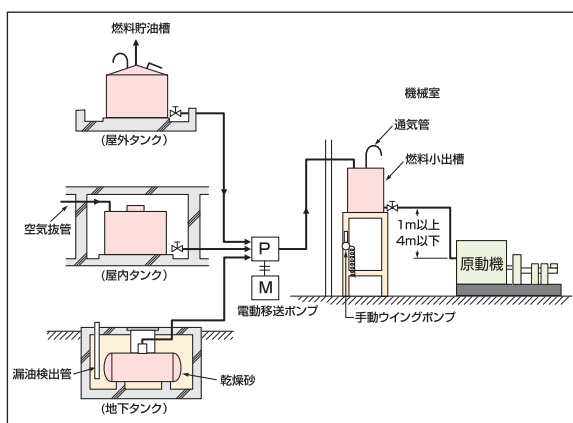 燃料貯油槽
(屋外タンク)
空気抜管
(屋内タンク)
漏油検出管
乾燥砂
(地下タンク)
P
M
電動移送ポンプ
機械室
通気管
燃料小出槽
1m以上
4m以下
原動機
手動ウイングポンプ